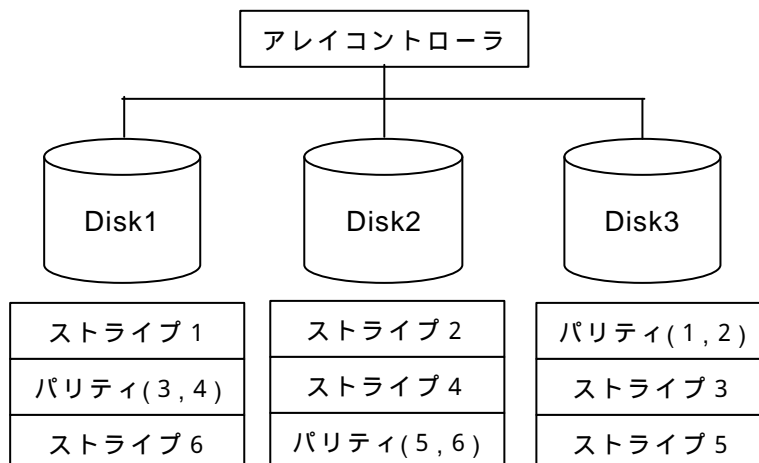 アレイコントローラ
Disk1
Disk2
Disk3
ストライプ1
ストライプ2
パリティ(1,2)
パリティ(3,4)
ストライプ4
ストライプ3
ストライプ6
パリティ(5,6)
ストライプ5